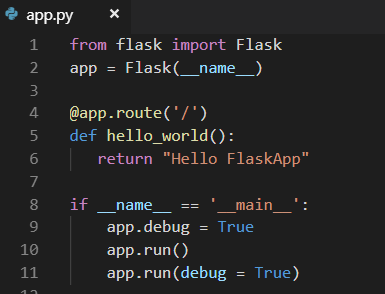 app.py ×
1 from flask import Flask
2 app = Flask(__name__)
3
4 @app.route('/')
5 def hello_world():
6    return "Hello FlaskApp"
7
8 if __name__ == '__main__':
9     app.debug = True
10     app.run()
11     app.run(debug = True)
12